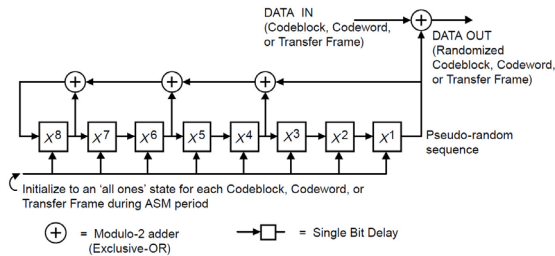 DATA IN
(Codeblock, Codeword,
or Transfer Frame)
DATA OUT
(Randomized
Codeblock, Codeword,
or Transfer Frame)
X8 X7 X6 X5 X4 X3 X2 X1
Pseudo-random
sequence
Initialize to an 'all ones' state for each Codeblock, Codeword, or
Transfer Frame during ASM period
= Modulo-2 adder
(Exclusive-OR)
= Single Bit Delay